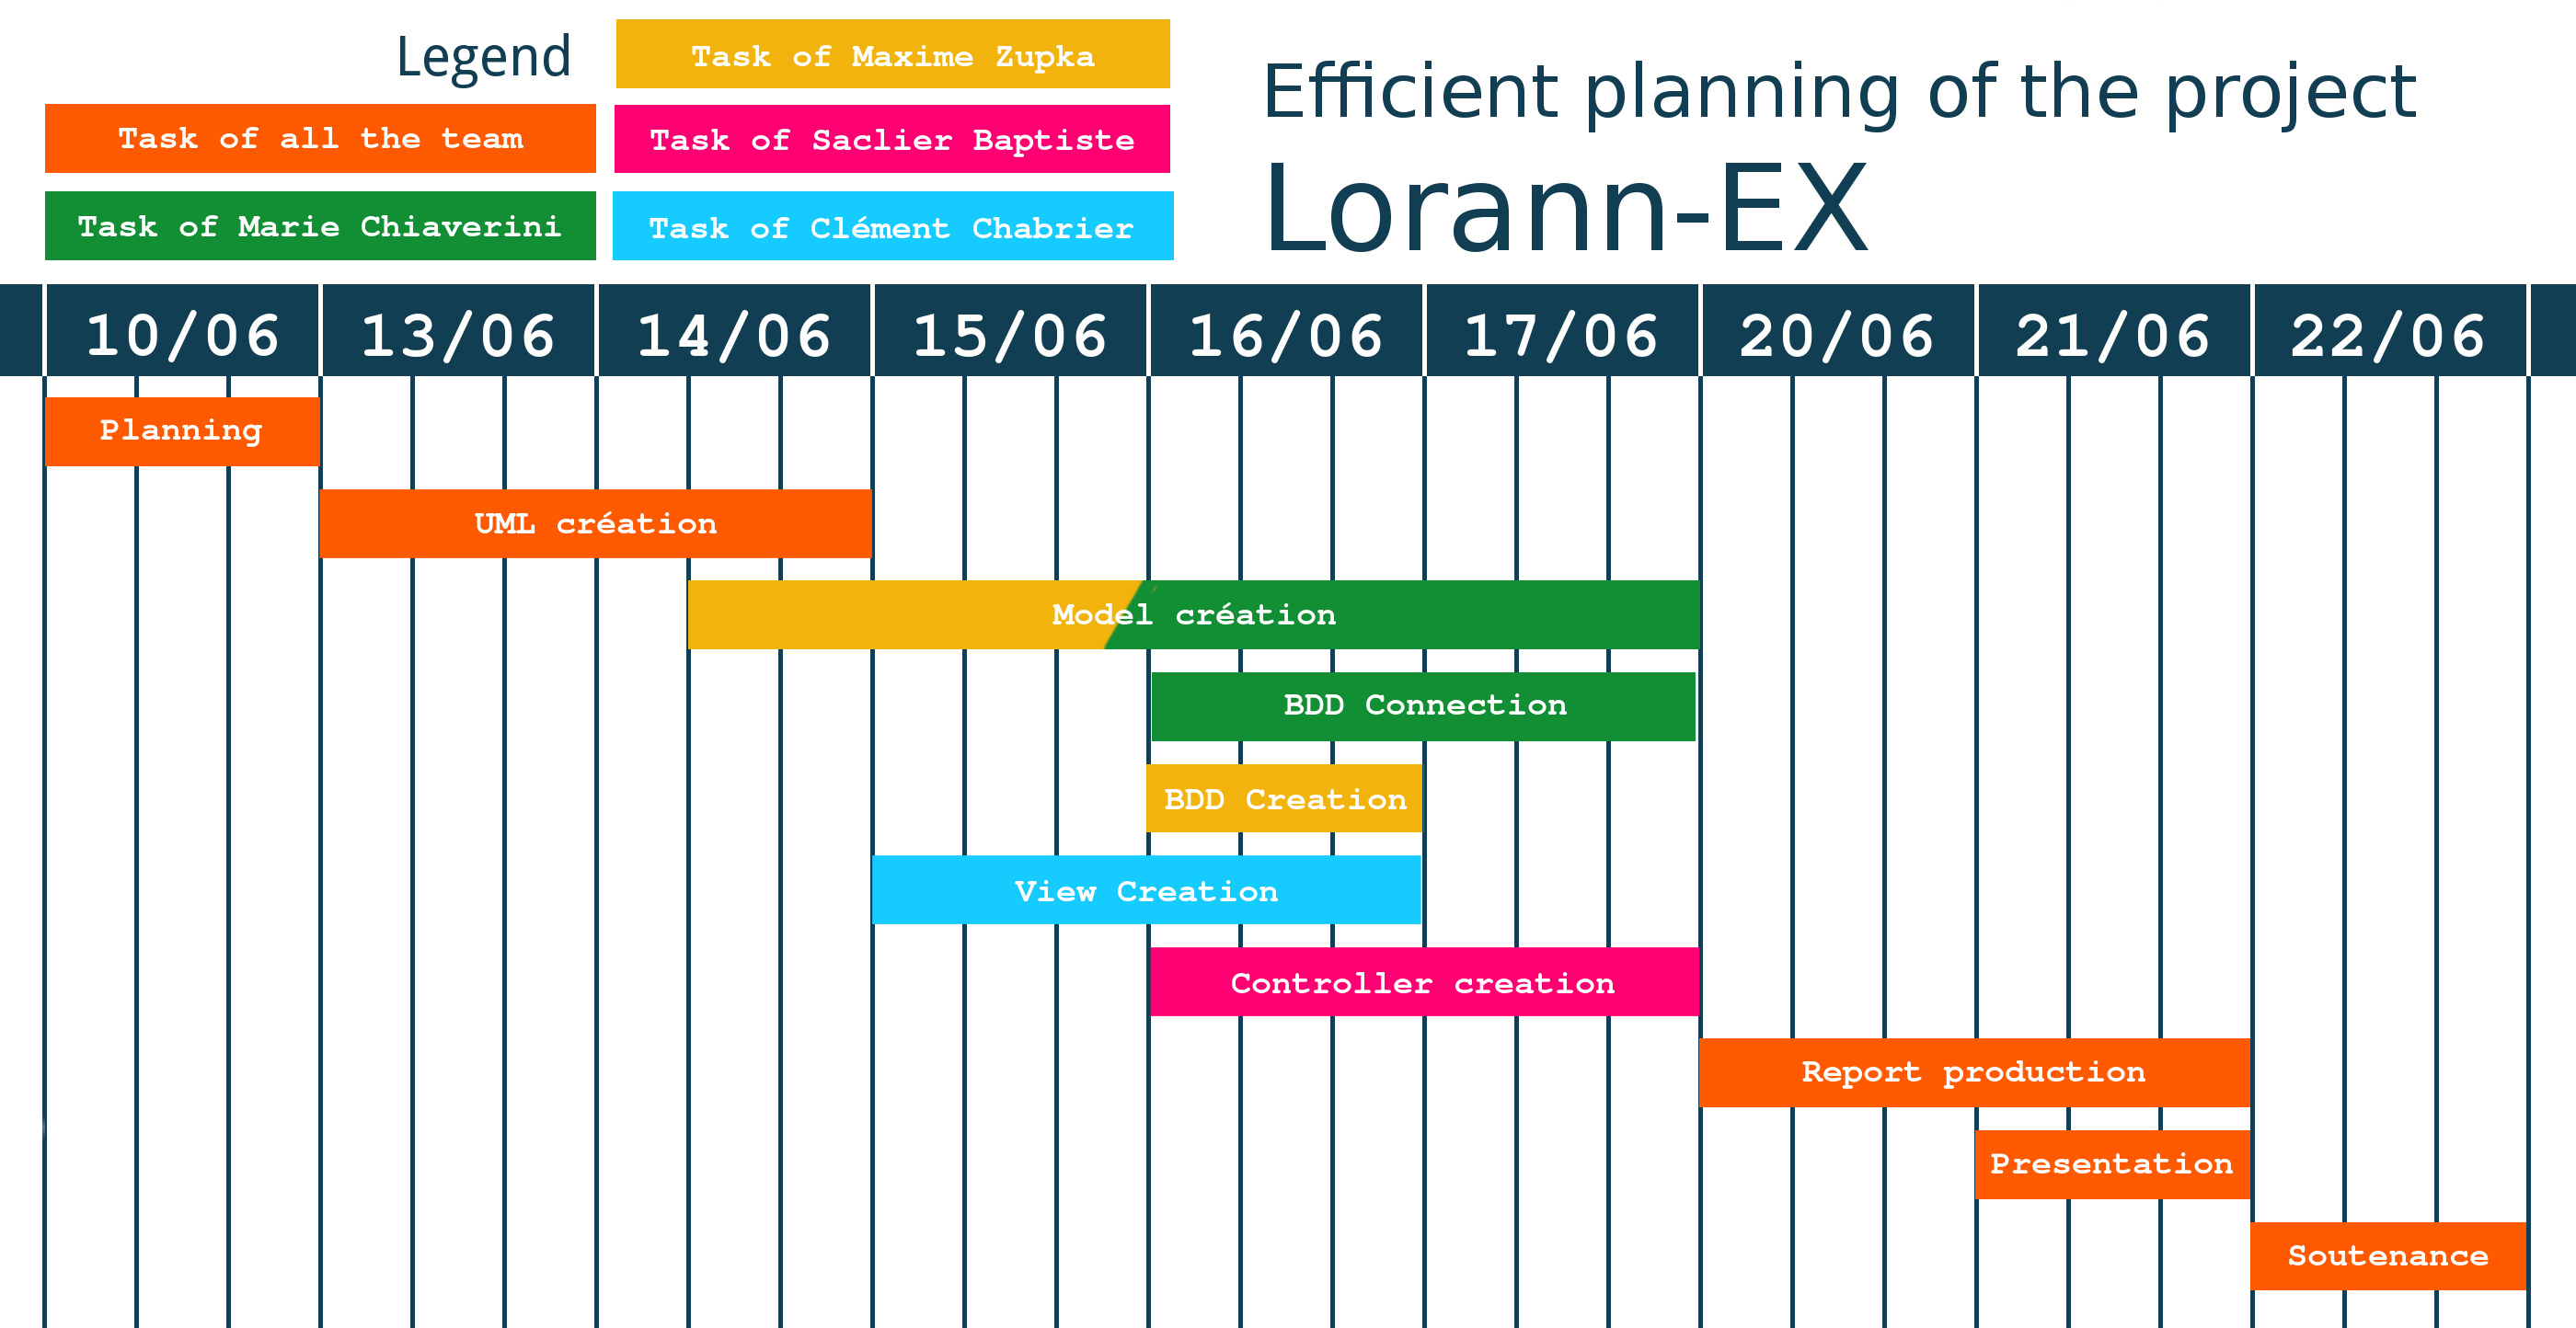 Legend
Task of Maxime Zupka
Task of all the team
Task of Saclier Baptiste
Task of Marie Chiaverini
Task of Clément Chabrier
Efficient planning of the project
Lorann-EX
10/06 13/06 14/06 15/06 16/06 17/06 20/06 21/06 22/06
Planning
UML création
Model création
BDD Connection
BDD Creation
View Creation
Controller creation
Report production
Presentation
Soutenance